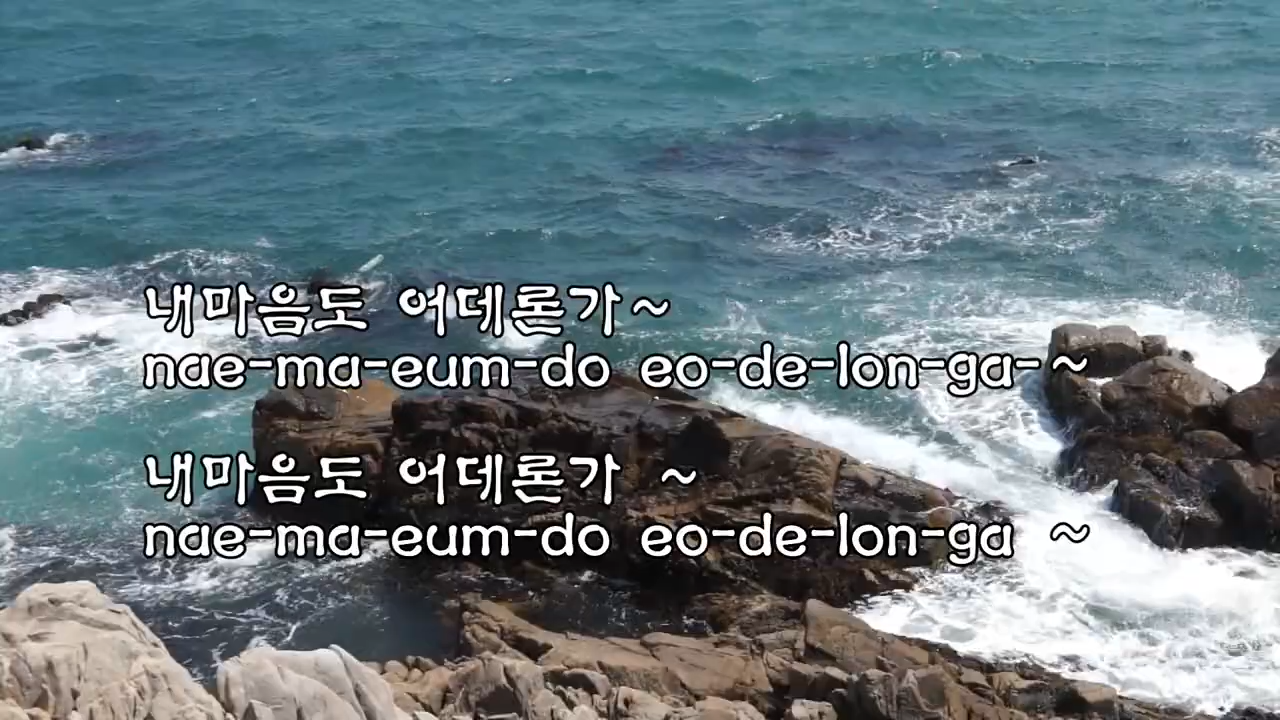 내마음도 어데론가~
nae-ma-eum-do eo-de-lon-ga-~
내마음도 어데론가 ~
nae-ma-eum-do eo-de-lon-ga ~